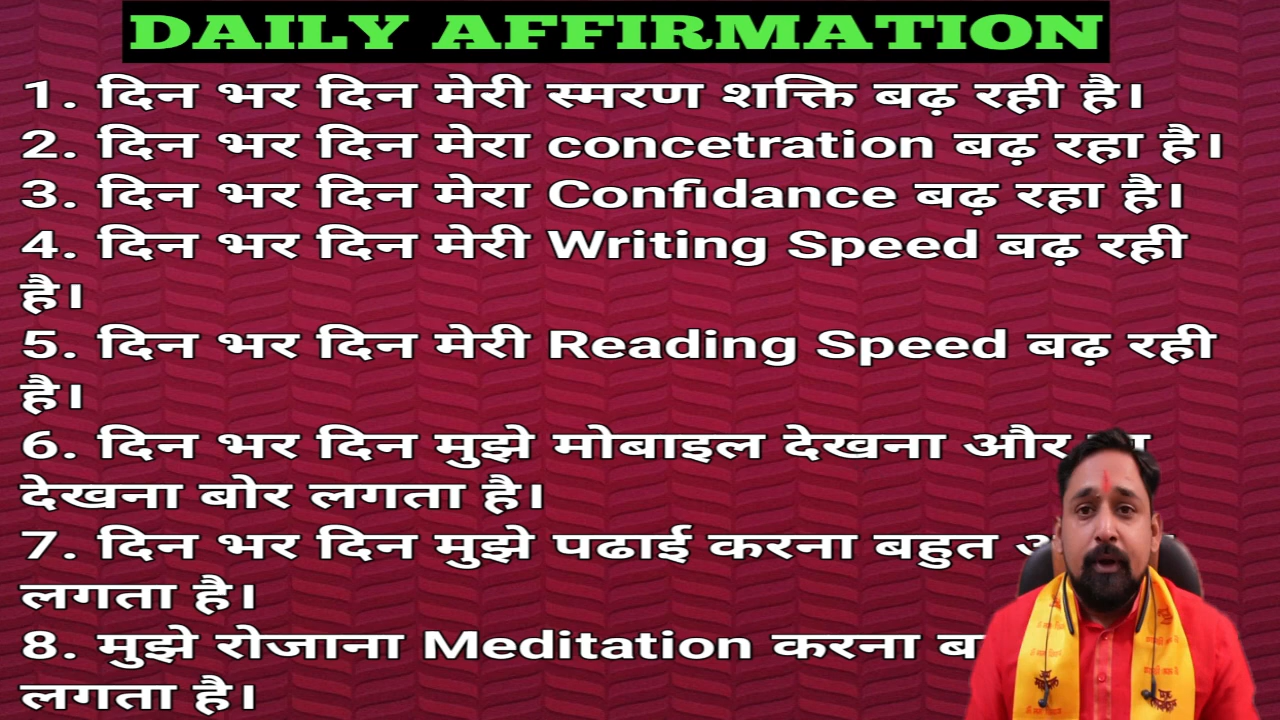 DAILY AFFIRMATION
1. दिन भर दिन मेरी स्मरण शक्ति बढ़ रही है।
2. दिन भर दिन मेरा concetration बढ़ रहा है।
3. दिन भर दिन मेरा Confidance बढ़ रहा है।
4. दिन भर दिन मेरी Writing Speed बढ़ रही
है।
5. दिन भर दिन मेरी Reading Speed बढ़ रही
है।
6. दिन भर दिन मुझे मोबाइल देखना और
देखना बोर लगता है।
7. दिन भर दिन मुझे पढाई करना बहुत
लगता है।
8. मुझे रोजाना Meditation करना
लगता है।